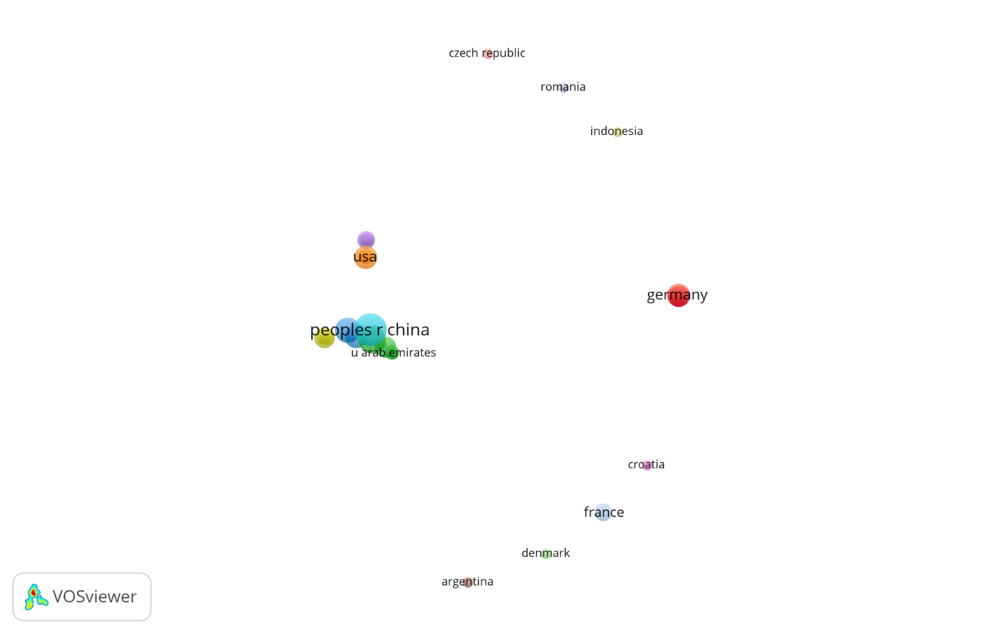 czech republic
romania
indonesia
usa
germany
peoples r china
u arab emirates
croatia
france
denmark
argentina
VOSviewer